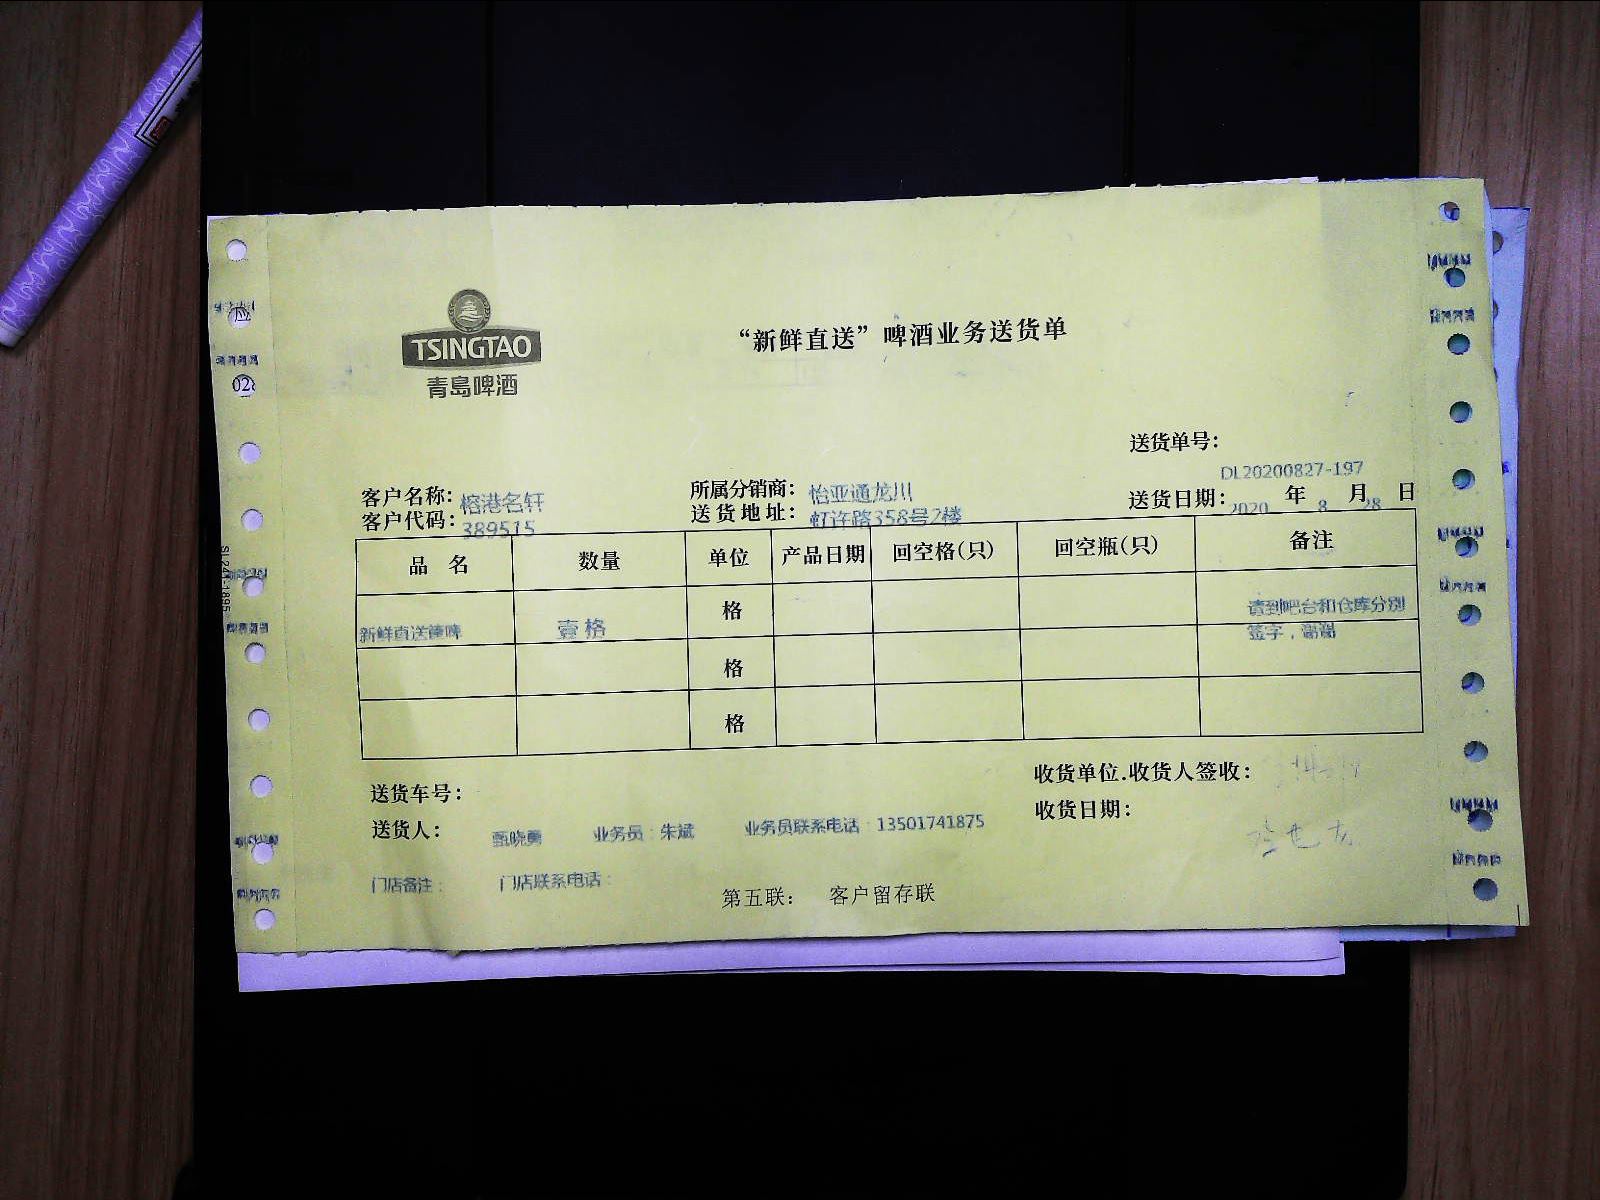 TSINGTAO
青島啤酒
“新鲜直送”啤酒业务送货单
送货单号：
DL20200827-197
客户名称：榕港名轩 所属分销商：怡亚通龙川 送货日期：2020 年 8 月 28 日
客户代码：389515 送货地址：虹许路358号2楼
品 名 数量 单位 产品日期 回空格(只) 回空瓶(只) 备注
新鲜直送 壹格 格 请到吧台和仓库分别
签字，谢谢
格
格
送货车号： 收货单位.收货人签收：
送货人：甄晓勇 业务员：朱斌 业务员联系电话：13501741875 收货日期：
门店备注： 门店联系电话：
第五联： 客户留存联